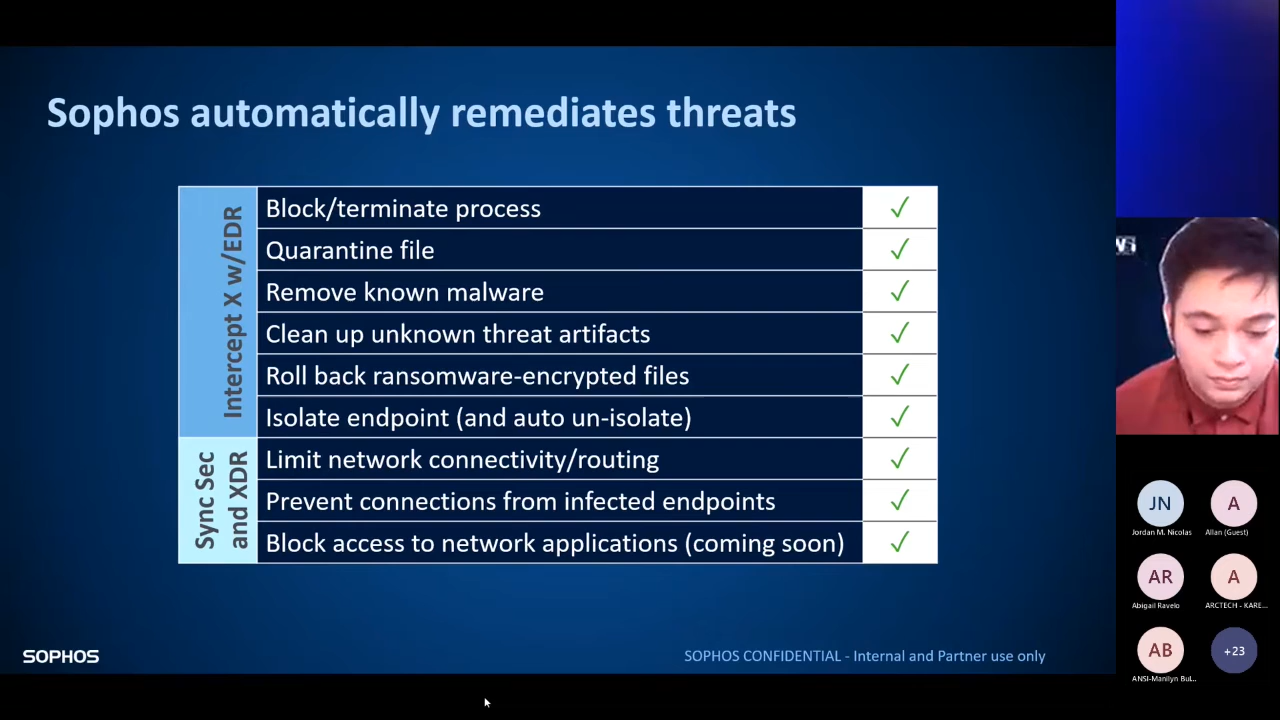 Sophos automatically remediates threats
Intercept X w/EDR
Block/terminate process
Quarantine file
Remove known malware
Clean up unknown threat artifacts
Roll back ransomware-encrypted files
Isolate endpoint (and auto un-isolate)
Sync Sec
and XDR
Limit network connectivity/routing
Prevent connections from infected endpoints
Block access to network applications (coming soon)
SOPHOS
SOPHOS CONFIDENTIAL - Internal and Partner use only
JN
A
Jordan M. Nicolas
Allan (Guest)
AR
A
Abigail Ravelo
ARCTECH - KARE...
AB
+23
ANSI-Manilyn Bul...